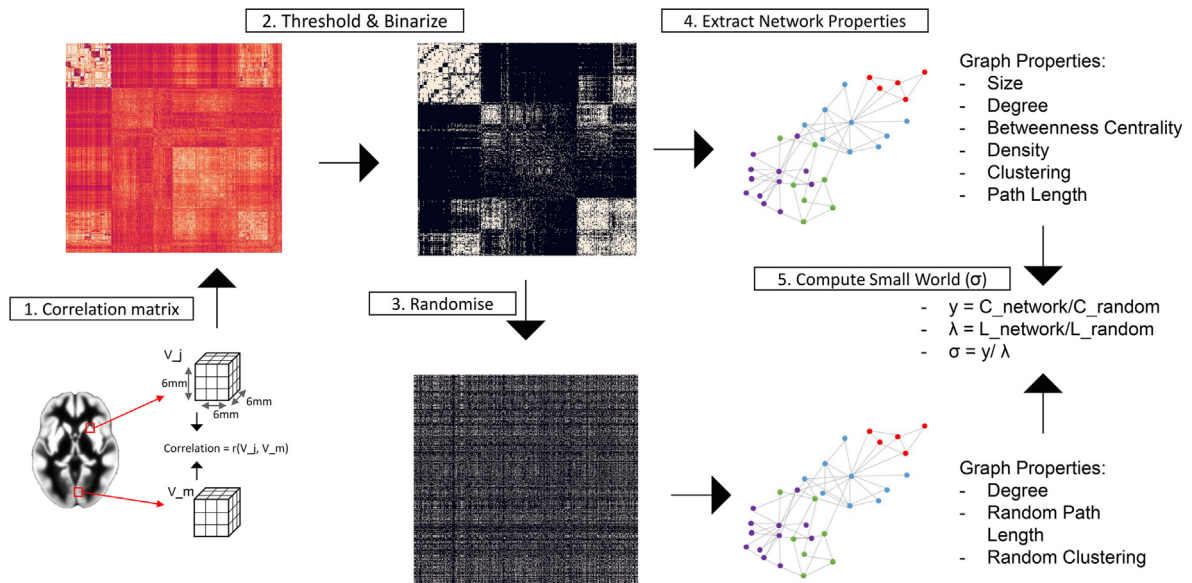 2. Threshold & Binarize
4. Extract Network Properties
Graph Properties:
- Size
- Degree
- Betweenness Centrality
- Density
- Clustering
- Path Length
1. Correlation matrix
3. Randomise
5. Compute Small World (σ)
- y = C_network/C_random
- λ = L_network/L_random
- σ = y/ λ
V_j
6mm
6mm
6mm
Correlation = r(V_j, V_m)
V_m
Graph Properties:
- Degree
- Random Path
Length
- Random Clustering